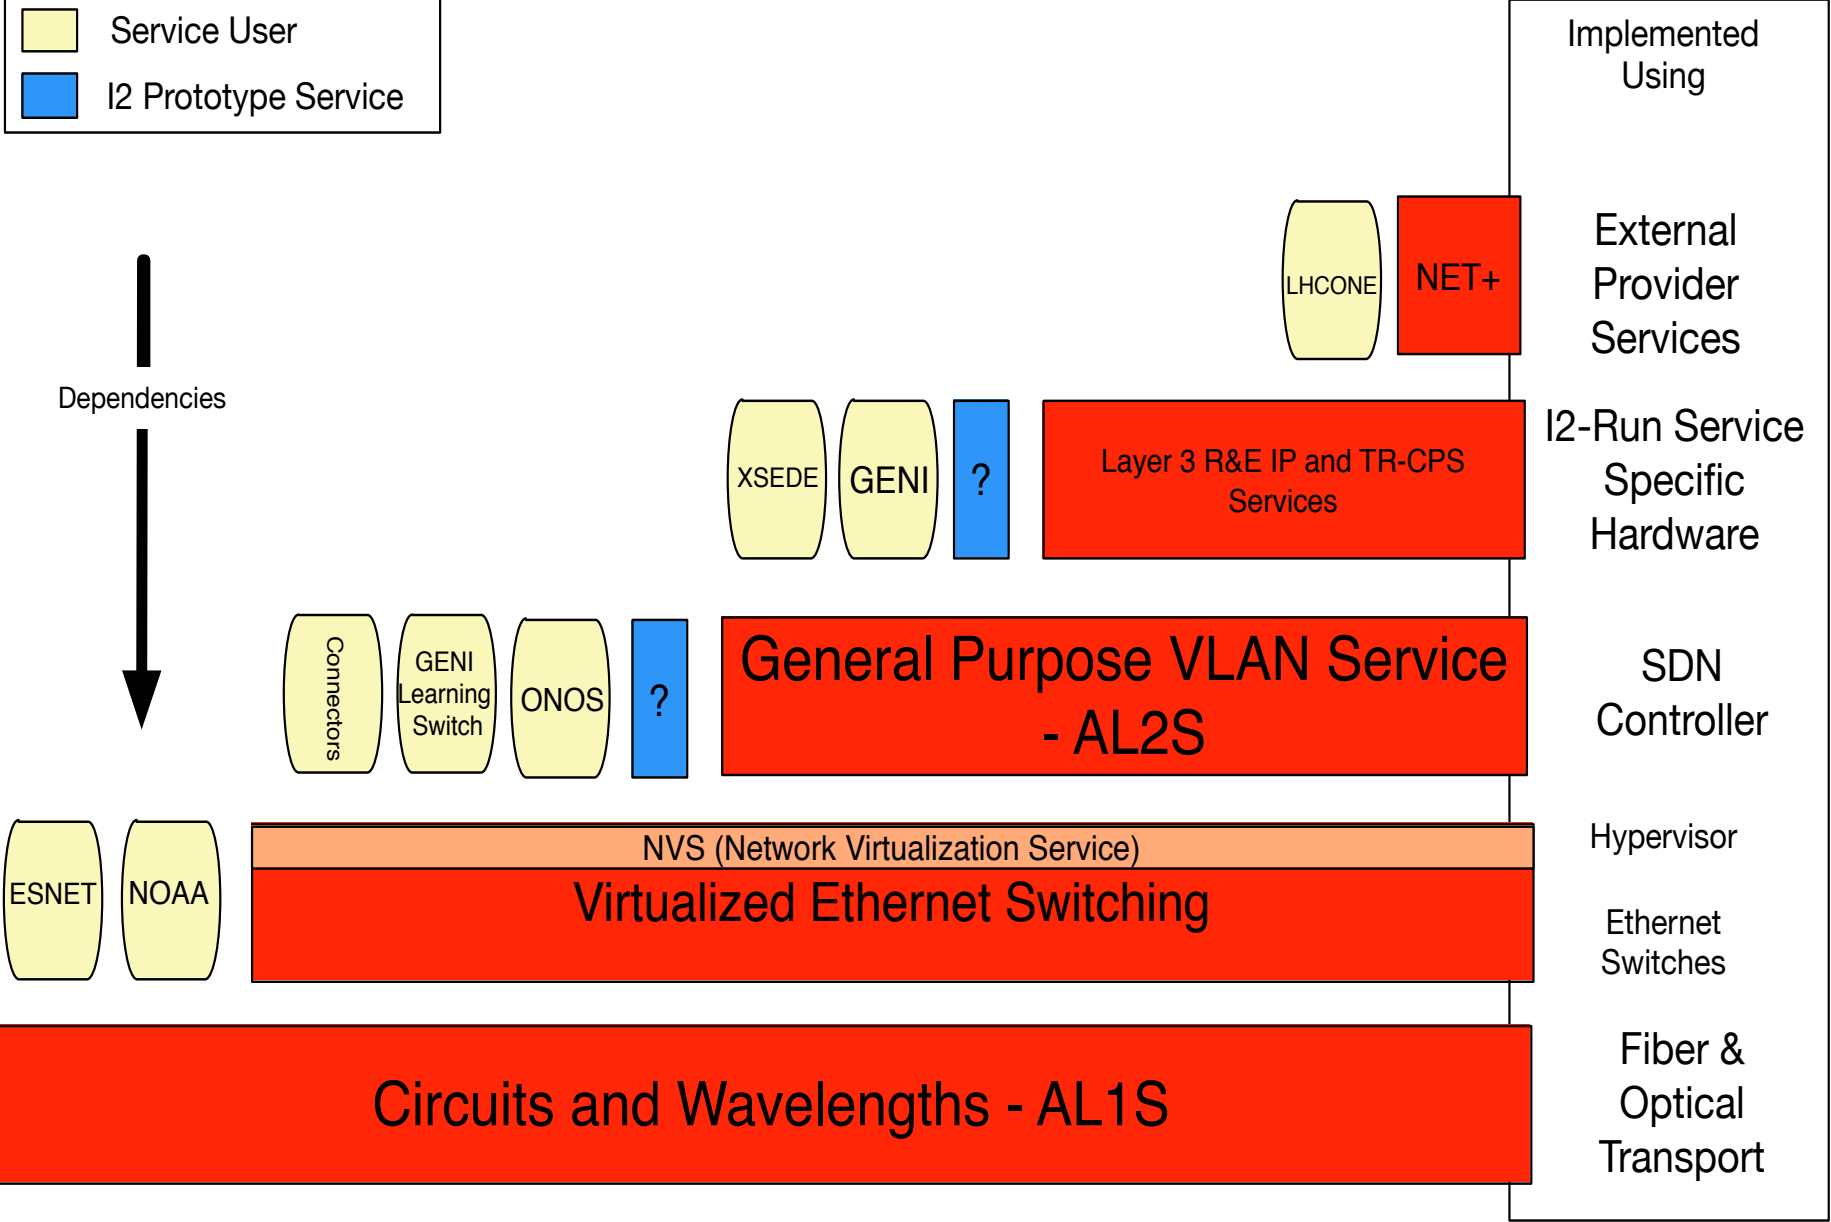 Service User
I2 Prototype Service
Implemented
Using
LHCONE
NET+
External
Provider
Services
Dependencies
XSEDE
GENI
?
Layer 3 R&E IP and TR-CPS
Services
I2-Run Service
Specific
Hardware
Connectors
GENI
Learning
Switch
ONOS
?
General Purpose VLAN Service
- AL2S
SDN
Controller
ESNET
NOAA
NVS (Network Virtualization Service)
Virtualized Ethernet Switching
Hypervisor
Ethernet
Switches
Circuits and Wavelengths - AL1S
Fiber &
Optical
Transport